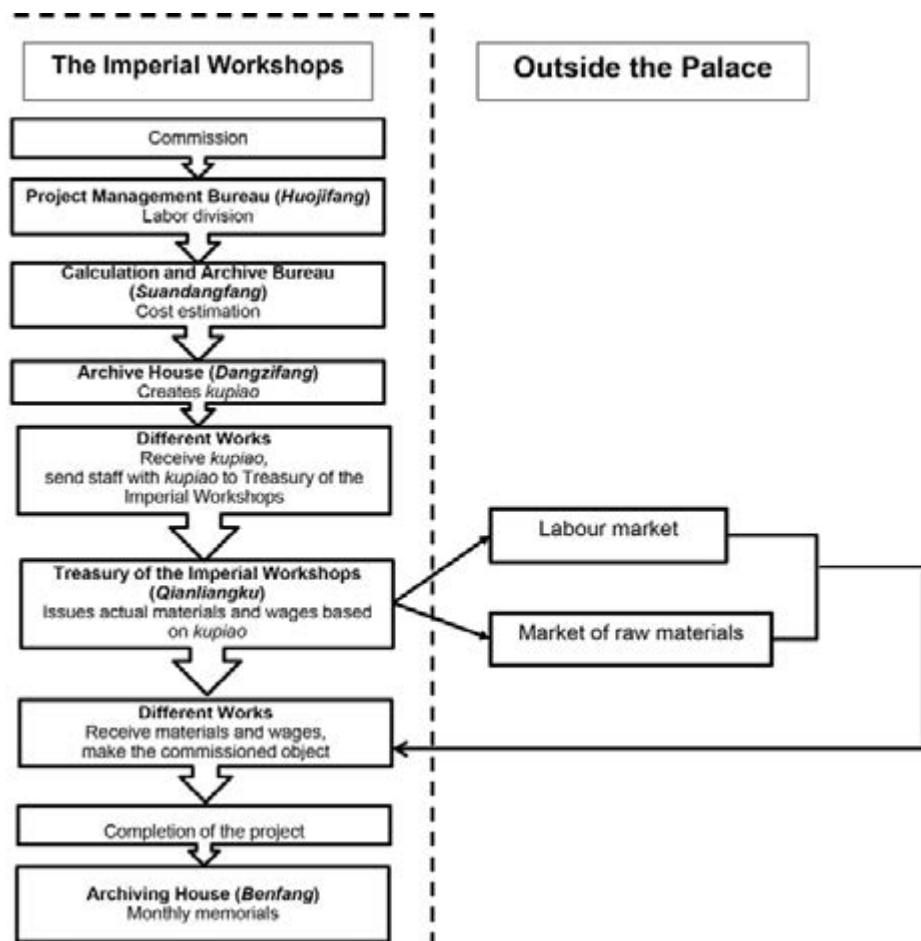 The Imperial Workshops
Outside the Palace
Commission
Project Management Bureau (Huojifang)
Labor division
Calculation and Archive Bureau
(Suandangfang)
Cost estimation
Archive House (Dangzifang)
Creates kupiao
Different Works
Receive kupiao,
send staff with kupiao to Treasury of the
Imperial Workshops
Treasury of the Imperial Workshops
(Qianliangku)
Issues actual materials and wages based
on kupiao
Labour market
Market of raw materials
Different Works
Receive materials and wages,
make the commissioned object
Completion of the project
Archiving House (Benfang)
Monthly memorials